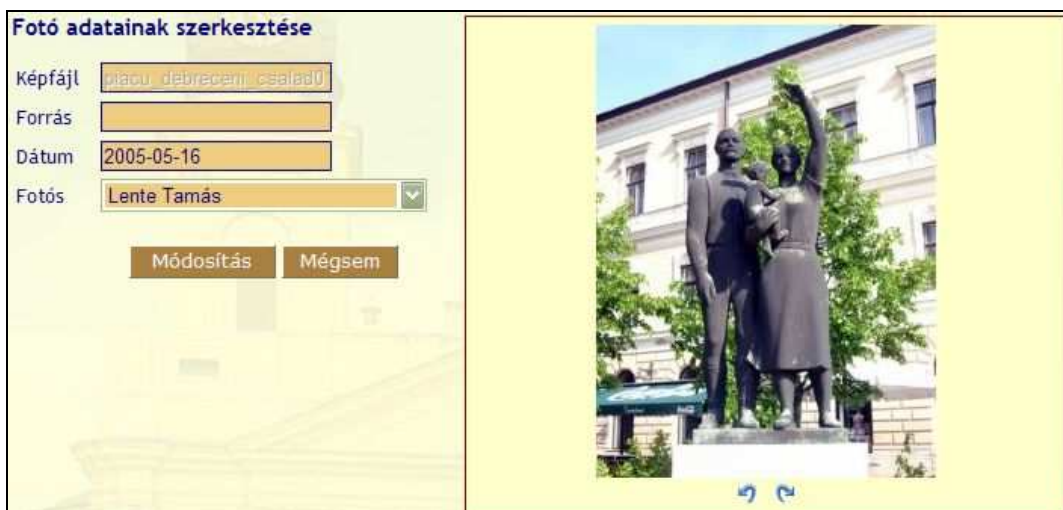 Fotó adatainak szerkesztése
Képfájl piacu_debreceni_csalad0
Forrás
Dátum 2005-05-16
Fotós Lente Tamás
Módosítás Mégsem